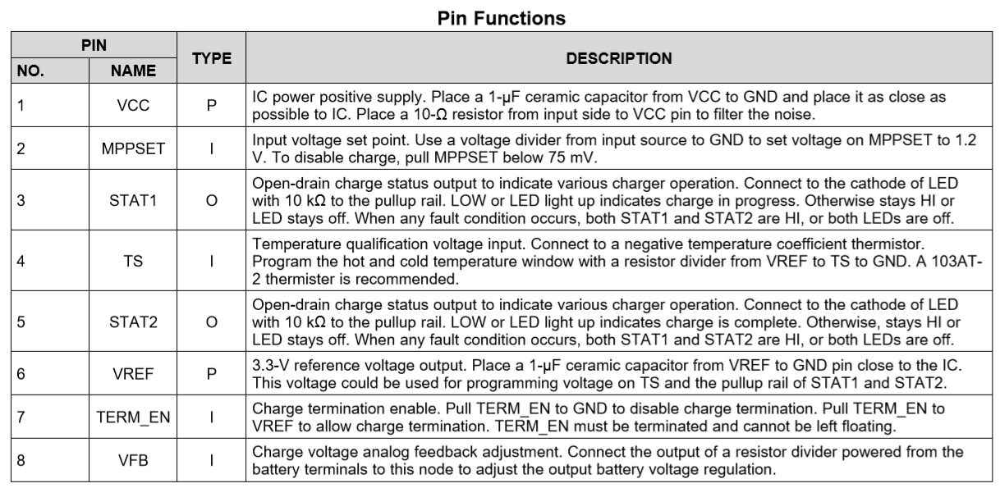 Pin Functions
PIN
TYPE
DESCRIPTION
NO.
NAME
1
VCC
P
IC power positive supply. Place a 1-μF ceramic capacitor from VCC to GND and place it as close as
possible to IC. Place a 10-Ω resistor from input side to VCC pin to filter the noise.
2
MPPSET
I
Input voltage set point. Use a voltage divider from input source to GND to set voltage on MPPSET to 1.2
V. To disable charge, pull MPPSET below 75 mV.
3
STAT1
O
Open-drain charge status output to indicate various charger operation. Connect to the cathode of LED
with 10 kΩ to the pullup rail. LOW or LED light up indicates charge in progress. Otherwise stays HI or
LED stays off. When any fault condition occurs, both STAT1 and STAT2 are HI, or both LEDs are off.
4
TS
I
Temperature qualification voltage input. Connect to a negative temperature coefficient thermistor.
Program the hot and cold temperature window with a resistor divider from VREF to TS to GND. A 103AT-
2 thermister is recommended.
5
STAT2
O
Open-drain charge status output to indicate various charger operation. Connect to the cathode of LED
with 10 kΩ to the pullup rail. LOW or LED light up indicates charge is complete. Otherwise, stays HI or
LED stays off. When any fault condition occurs, both STAT1 and STAT2 are HI, or both LEDs are off.
6
VREF
P
3.3-V reference voltage output. Place a 1-μF ceramic capacitor from VREF to GND pin close to the IC.
This voltage could be used for programming voltage on TS and the pullup rail of STAT1 and STAT2.
7
TERM_EN
I
Charge termination enable. Pull TERM_EN to GND to disable charge termination. Pull TERM_EN to
VREF to allow charge termination. TERM_EN must be terminated and cannot be left floating.
8
VFB
I
Charge voltage analog feedback adjustment. Connect the output of a resistor divider powered from the
battery terminals to this node to adjust the output battery voltage regulation.